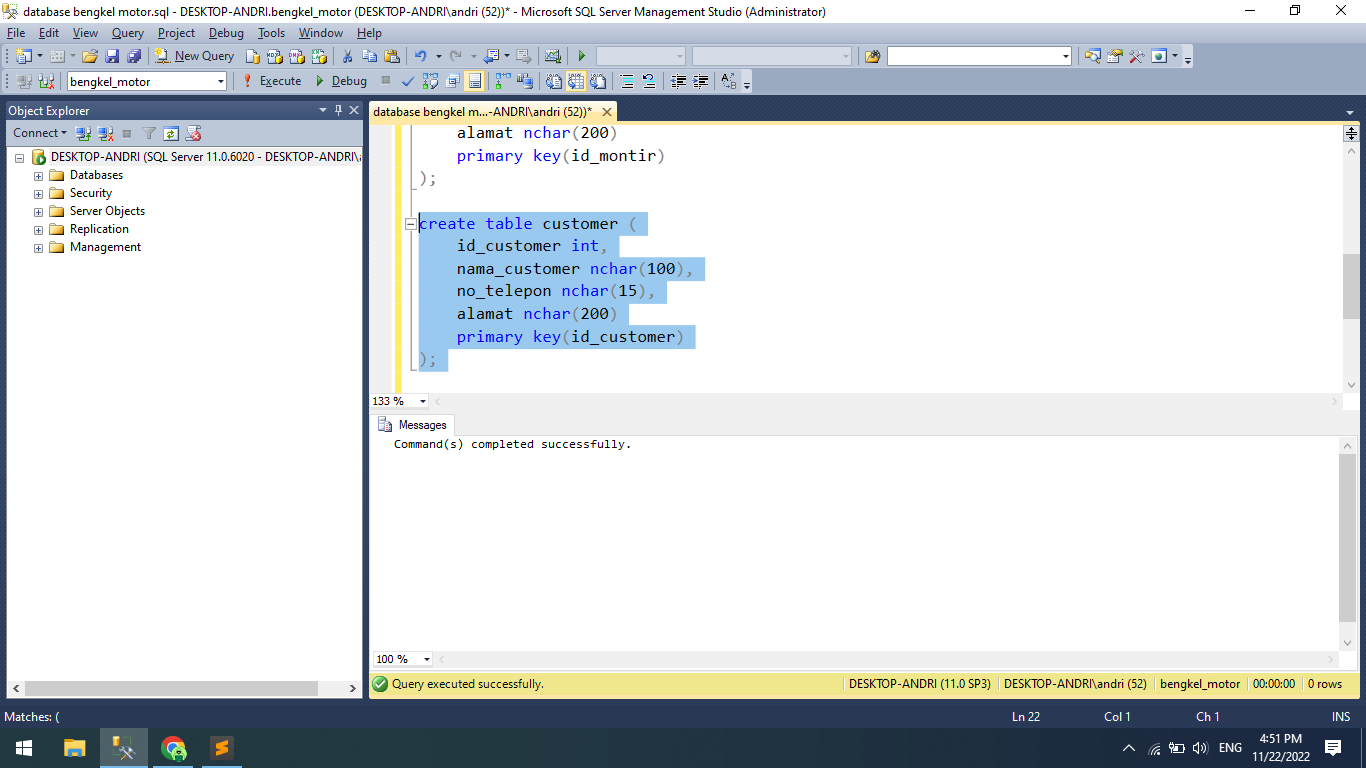 database bengkel motor.sql - DESKTOP-ANDRI.bengkel_motor (DESKTOP-ANDRI\andri (52))* - Microsoft SQL Server Management Studio (Administrator)
File Edit View Query Project Debug Tools Window Help
New Query
bengkel_motor Execute Debug
Object Explorer
Connect
DESKTOP-ANDRI (SQL Server 11.0.6020 - DESKTOP-ANDRI\
Databases
Security
Server Objects
Replication
Management
database bengkel m...-ANDRI\andri (52))*
alamat nchar(200)
primary key(id_montir)
);
create table customer (
id_customer int,
nama_customer nchar(100),
no_telepon nchar(15),
alamat nchar(200)
primary key(id_customer)
);
133 %
Messages
Command(s) completed successfully.
100 %
Query executed successfully. DESKTOP-ANDRI (11.0 SP3) DESKTOP-ANDRI\andri (52) bengkel_motor 00:00:00 0 rows
Matches: ( Ln 22 Col 1 Ch 1 INS
ENG
4:51 PM
11/22/2022